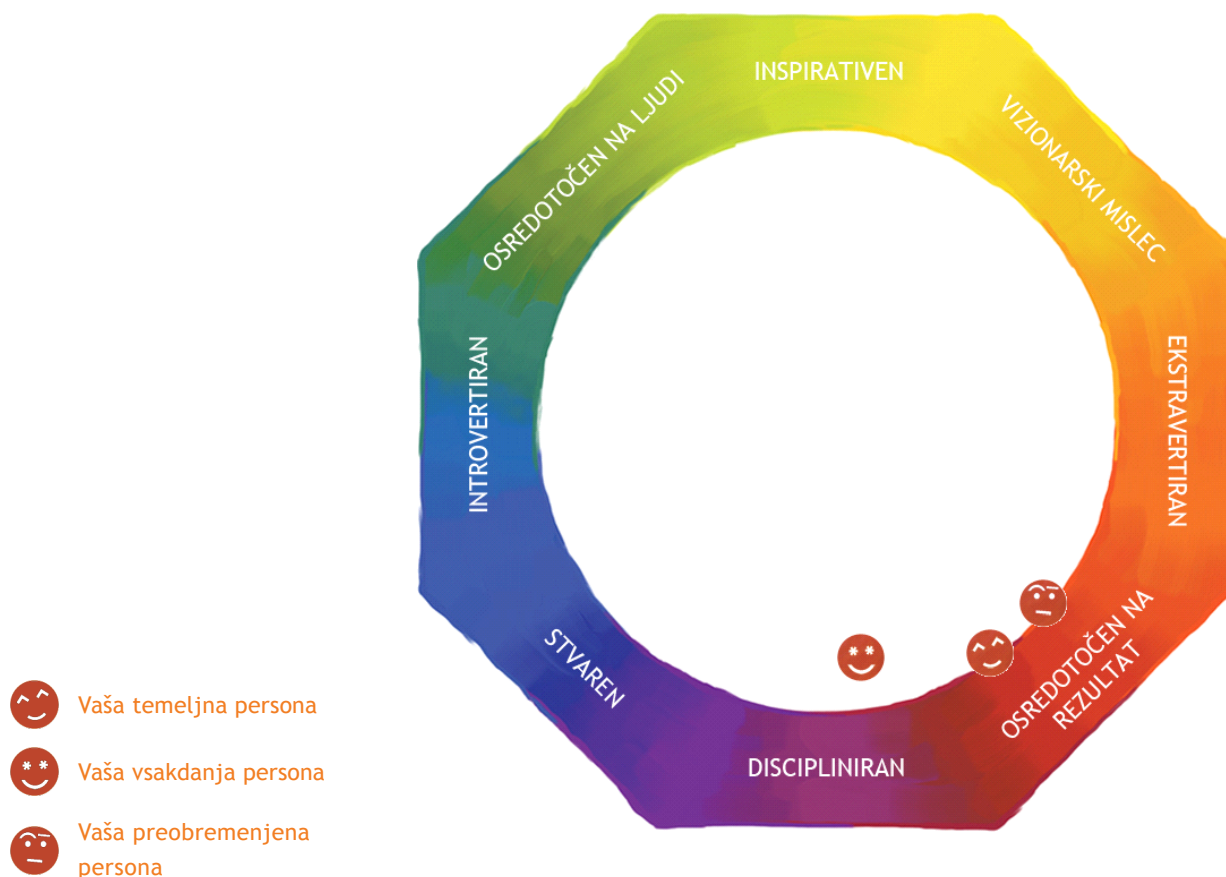 INSPIRATIVEN
VIZIONARSKI MISLEC
OSREDOTOČEN NA LJUDI
EKSTRAVERTIRAN
INTROVERTIRAN
OSREDOTOČEN NA
REZULTAT
STVAREN
DISCIPLINIRAN
Vaša temeljna persona
Vaša vsakdanja persona
Vaša preobremenjena
persona